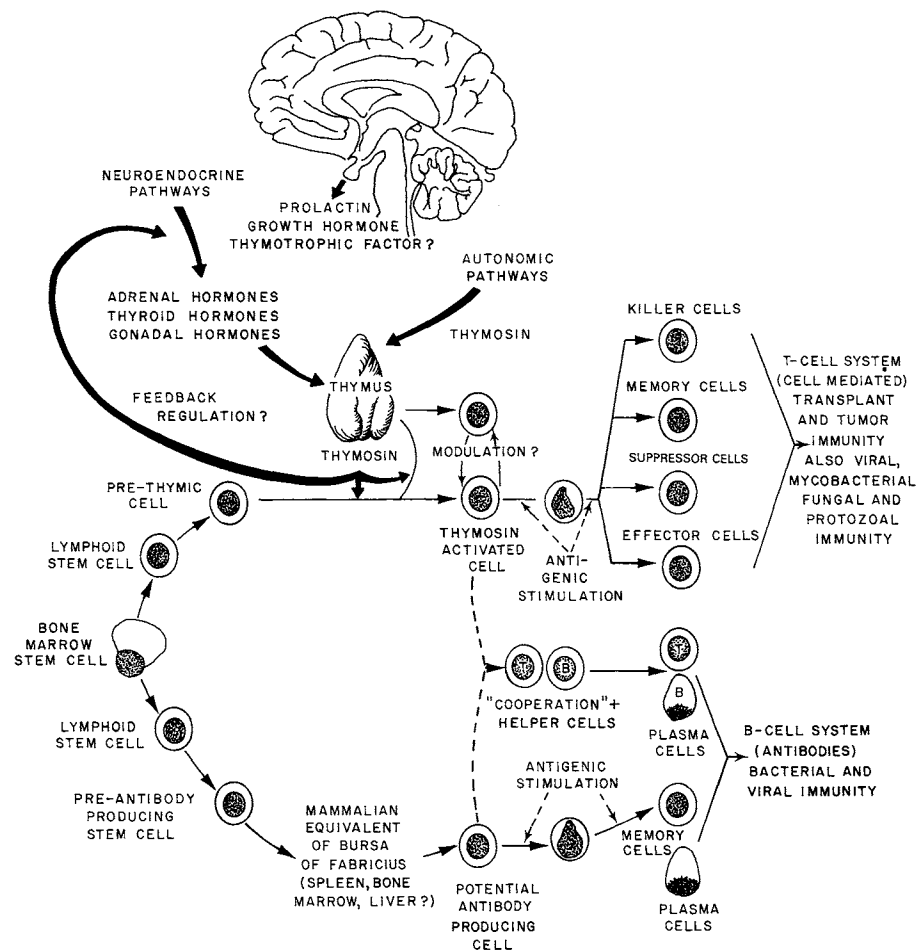 NEUROENDOCRINE
PATHWAYS
PROLACTIN
GROWTH HORMONE
THYMOTROPHIC FACTOR?
AUTONOMIC
PATHWAYS
ADRENAL HORMONES
THYROID HORMONES
GONADAL HORMONES
THYMOSIN
THYMUS
FEEDBACK
REGULATION?
THYMOSIN
MODULATION?
PRE-THYMIC
CELL
THYMOSIN
ACTIVATED
CELL
ANTI-
GENIC
STIMULATION
KILLER CELLS
MEMORY CELLS
SUPPRESSOR CELLS
EFFECTOR CELLS
T-CELL SYSTEM
(CELL MEDIATED)
TRANSPLANT
AND TUMOR
IMMUNITY
ALSO VIRAL,
MYCOBACTERIAL
FUNGAL AND
PROTOZOAL
IMMUNITY
LYMPHOID
STEM CELL
BONE
MARROW
STEM CELL
LYMPHOID
STEM CELL
PRE-ANTIBODY
PRODUCING
STEM CELL
MAMMALIAN
EQUIVALENT
OF BURSA
OF FABRICIUS
(SPLEEN, BONE
MARROW, LIVER?)
T
B
"COOPERATION"+
HELPER CELLS
T
B
PLASMA
CELLS
ANTIGENIC
STIMULATION
POTENTIAL
ANTIBODY
PRODUCING
CELL
MEMORY
CELLS
PLASMA
CELLS
B-CELL SYSTEM
(ANTIBODIES)
BACTERIAL AND
VIRAL IMMUNITY